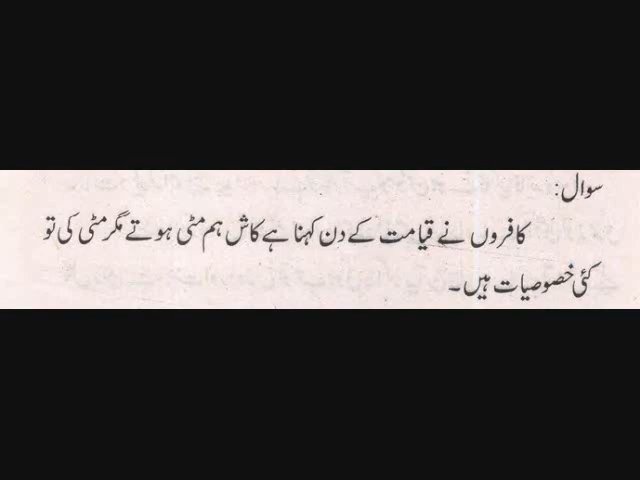 سوال:
کافروں نے قیامت کے دن کہنا ہے کاش ہم مٹی ہوتے مگر مٹی کی تو
کئی خصوصیات ہیں۔